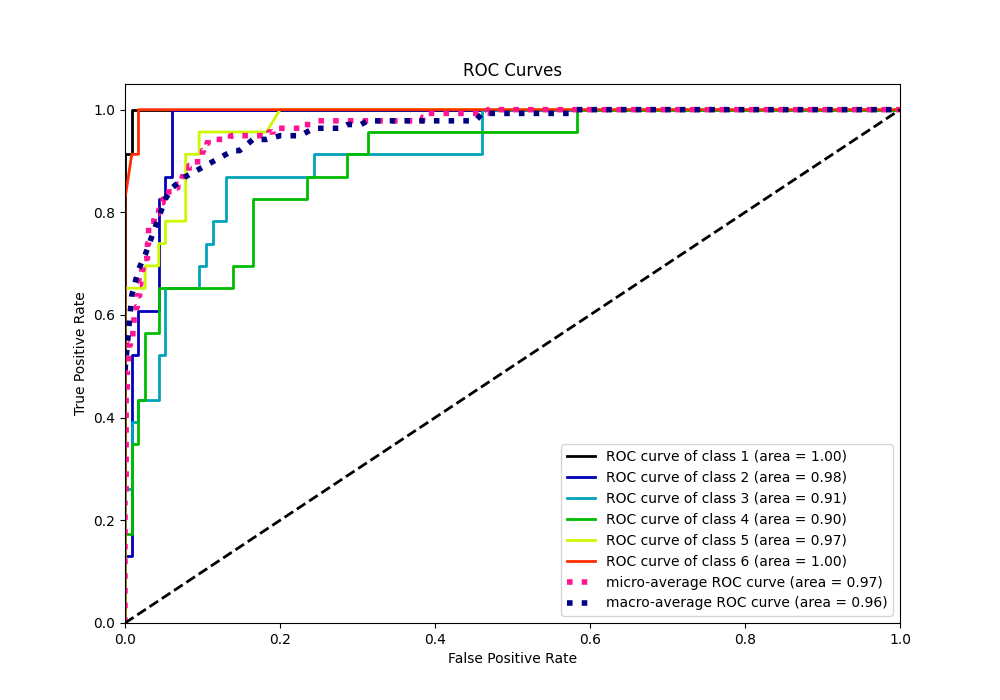 ROC Curves
True Positive Rate
1.0
0.8
0.6
0.4
0.2
0.0
0.0 0.2 0.4 0.6 0.8 1.0
False Positive Rate
ROC curve of class 1 (area = 1.00)
ROC curve of class 2 (area = 0.98)
ROC curve of class 3 (area = 0.91)
ROC curve of class 4 (area = 0.90)
ROC curve of class 5 (area = 0.97)
ROC curve of class 6 (area = 1.00)
micro-average ROC curve (area = 0.97)
macro-average ROC curve (area = 0.96)